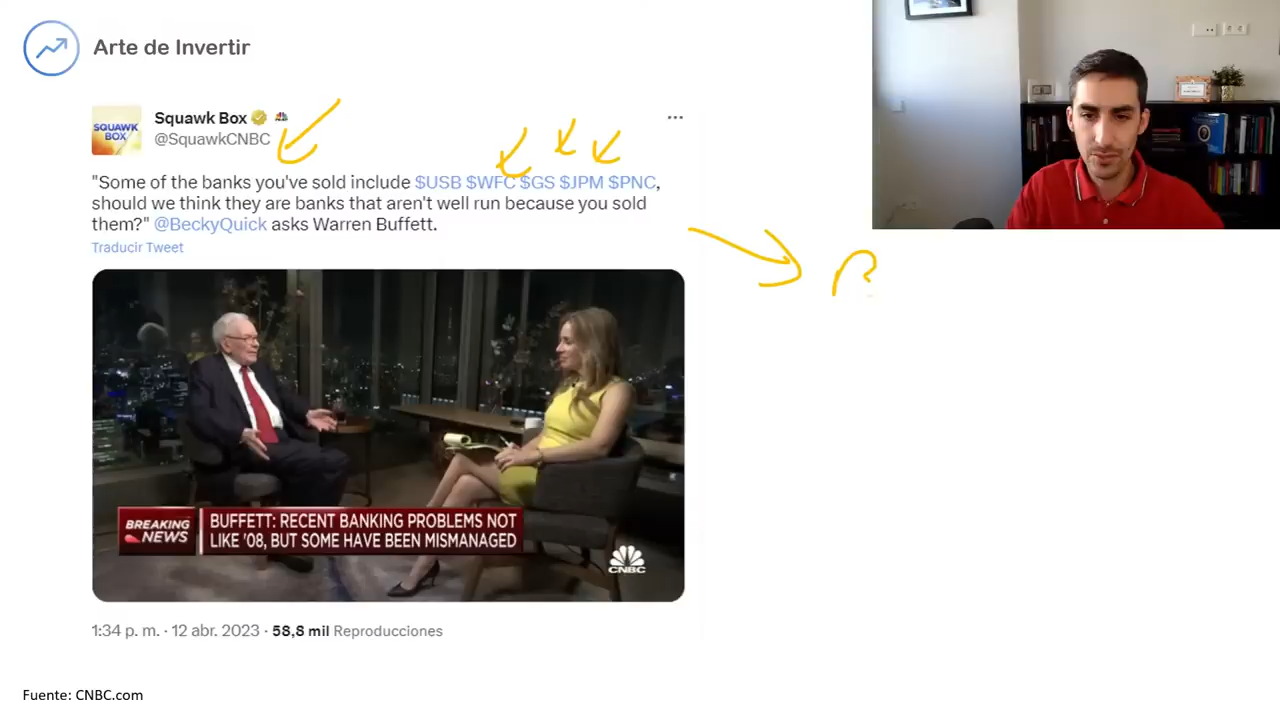 Arte de Invertir
Squawk Box
@SquawkCNBC
"Some of the banks you've sold include $USB $WFC $GS $JPM $PNC,
should we think they are banks that aren't well run because you sold
them?" @BeckyQuick asks Warren Buffett.
Traducir Tweet
SQUAWK
BOX
BREAKING
NEWS
BUFFETT: RECENT BANKING PROBLEMS NOT
LIKE '08, BUT SOME HAVE BEEN MISMANAGED
CNBC
1:34 p. m. · 12 abr. 2023 · 58,8 mil Reproducciones
Fuente: CNBC.com